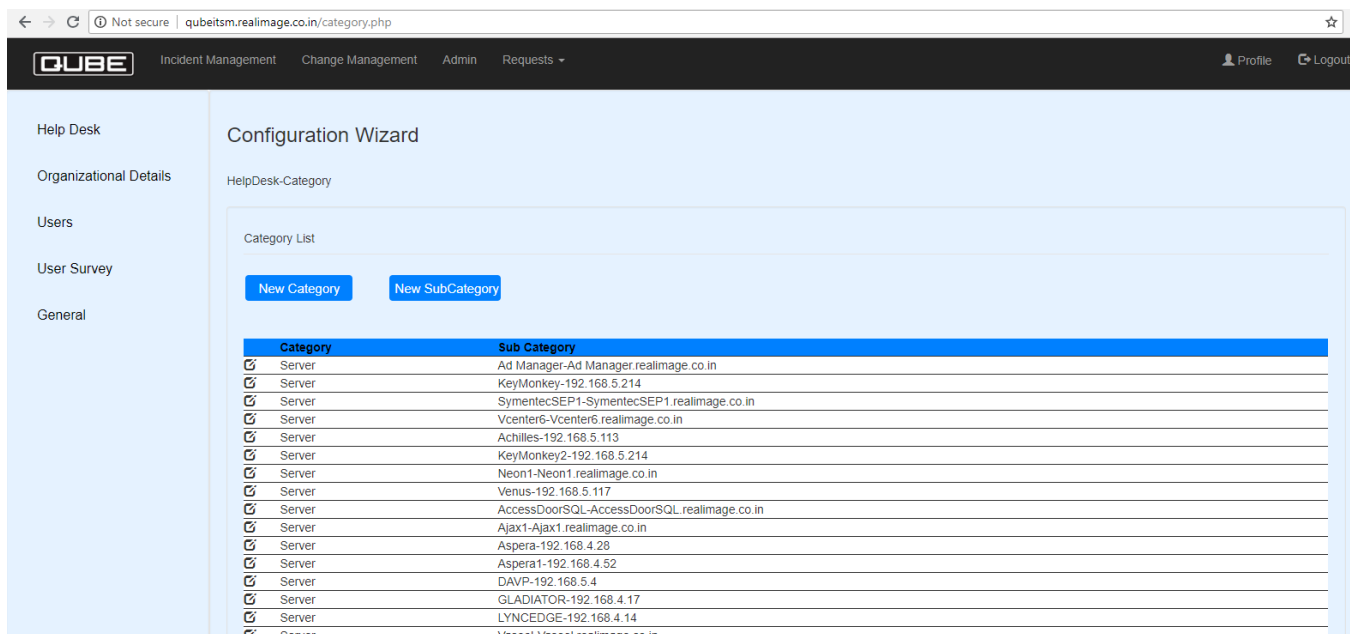 Not secure | qubeitsm.realimage.co.in/category.php
QUBE Incident Management Change Management Admin Requests Profile Logout
Help Desk
Organizational Details
Users
User Survey
General
Configuration Wizard
HelpDesk-Category
Category List
New Category New SubCategory
Category Sub Category
Server Ad Manager-Ad Manager.realimage.co.in
Server KeyMonkey-192.168.5.214
Server SymentecSEP1-SymentecSEP1.realimage.co.in
Server Vcenter6-Vcenter6.realimage.co.in
Server Achilles-192.168.5.113
Server KeyMonkey2-192.168.5.214
Server Neon1-Neon1.realimage.co.in
Server Venus-192.168.5.117
Server AccessDoorSQL-AccessDoorSQL.realimage.co.in
Server Ajax1-Ajax1.realimage.co.in
Server Aspera-192.168.4.28
Server Aspera1-192.168.4.52
Server DAVP-192.168.5.4
Server GLADIATOR-192.168.4.17
Server LYNCEDGE-192.168.4.14